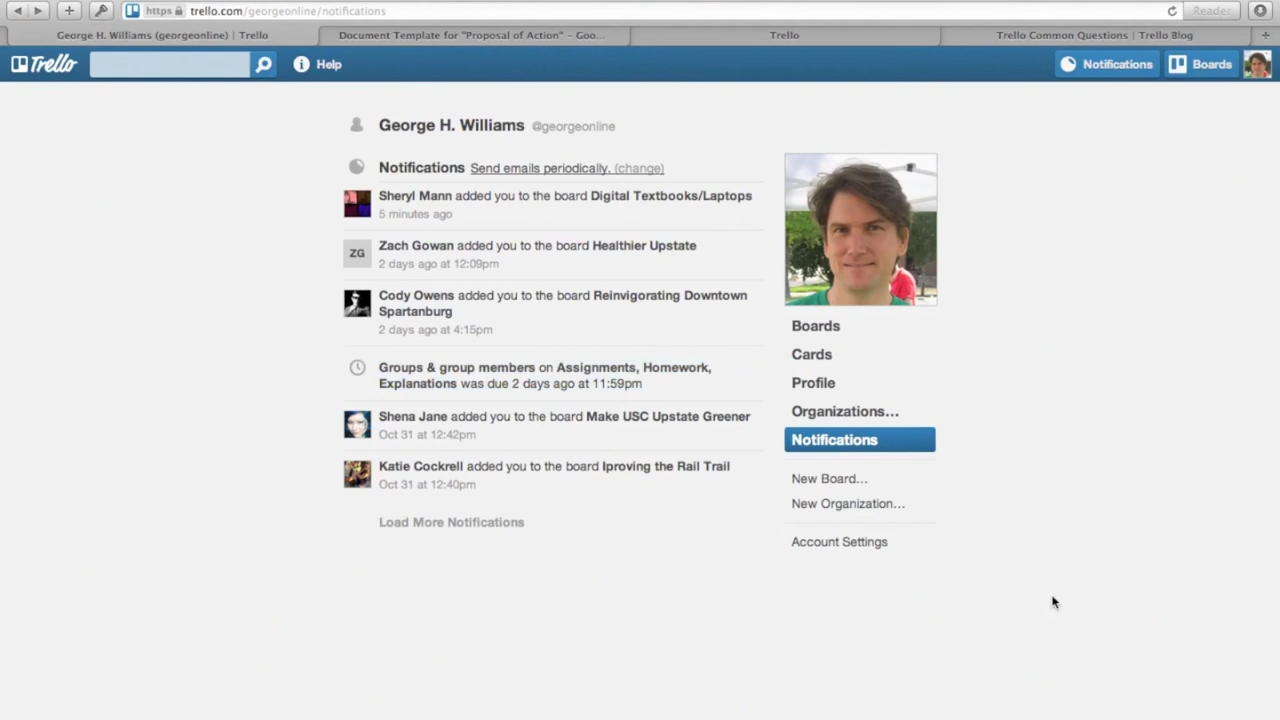 https trello.com/georgeonline/notifications Reader
George H. Williams (georgeonline) | Trello
Document Template for "Proposal of Action" – Goo...
Trello
Trello Common Questions | Trello Blog
Trello
Help
Notifications
Boards
George H. Williams @georgeonline
Notifications Send emails periodically. (change)
Sheryl Mann added you to the board Digital Textbooks/Laptops
5 minutes ago
ZG
Zach Gowan added you to the board Healthier Upstate
2 days ago at 12:09pm
Cody Owens added you to the board Reinvigorating Downtown
Spartanburg
2 days ago at 4:15pm
Groups & group members on Assignments, Homework,
Explanations was due 2 days ago at 11:59pm
Shena Jane added you to the board Make USC Upstate Greener
Oct 31 at 12:42pm
Katie Cockrell added you to the board Iproving the Rail Trail
Oct 31 at 12:40pm
Load More Notifications
Boards
Cards
Profile
Organizations...
Notifications
New Board...
New Organization...
Account Settings